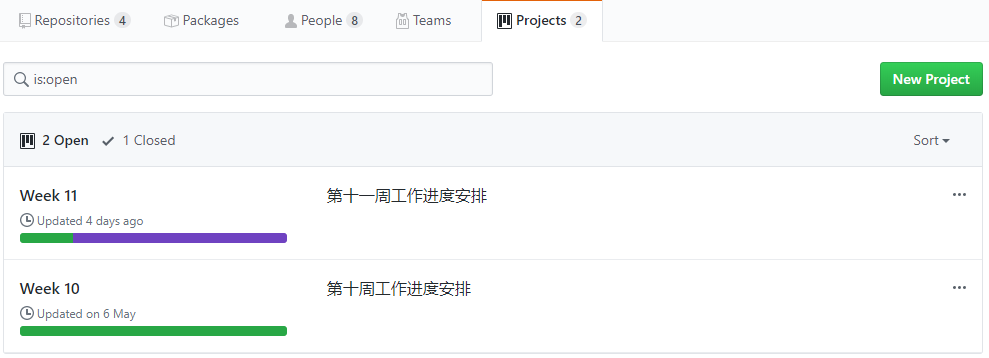 Repositories 4 Packages People 8 Teams Projects 2
is:open New Project
2 Open 1 Closed Sort
Week 11 第十一周工作进度安排
Updated 4 days ago
Week 10 第十周工作进度安排
Updated on 6 May